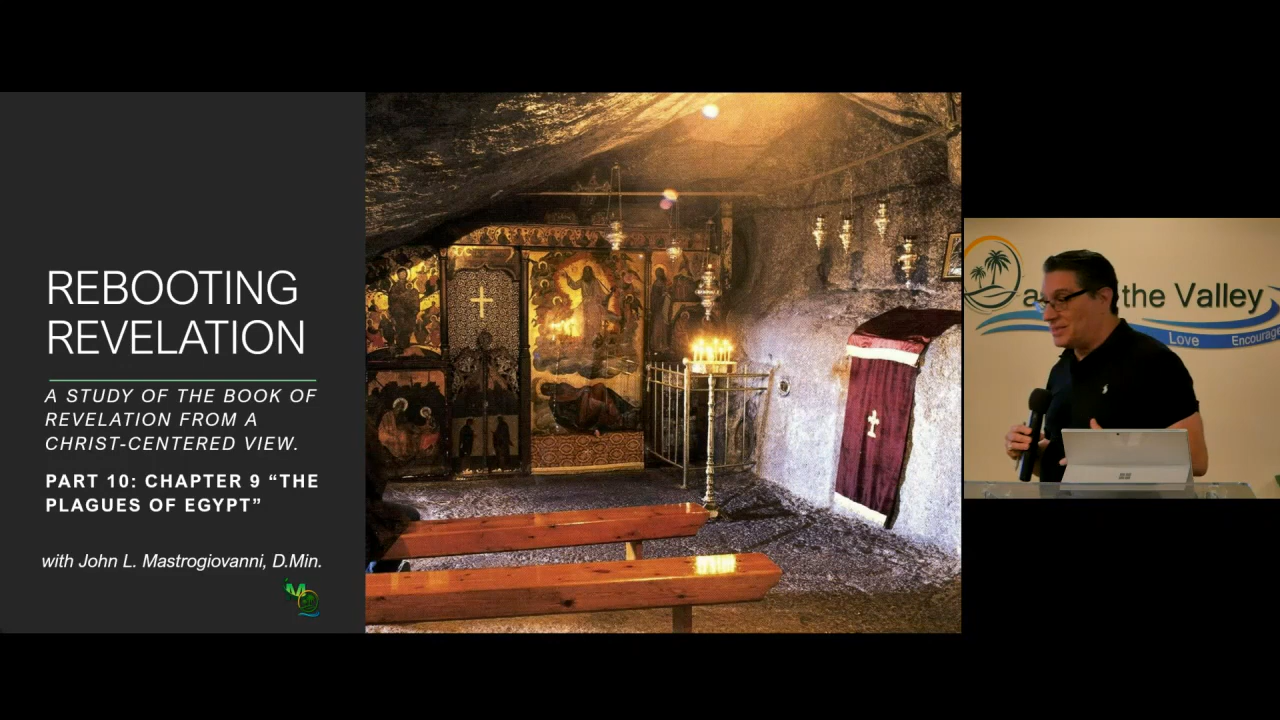 REBOOTING
REVELATION
A STUDY OF THE BOOK OF
REVELATION FROM A
CHRIST-CENTERED VIEW.
PART 10: CHAPTER 9 “THE
PLAGUES OF EGYPT”
with John L. Mastrogiovanni, D.Min.
the Valley
Love